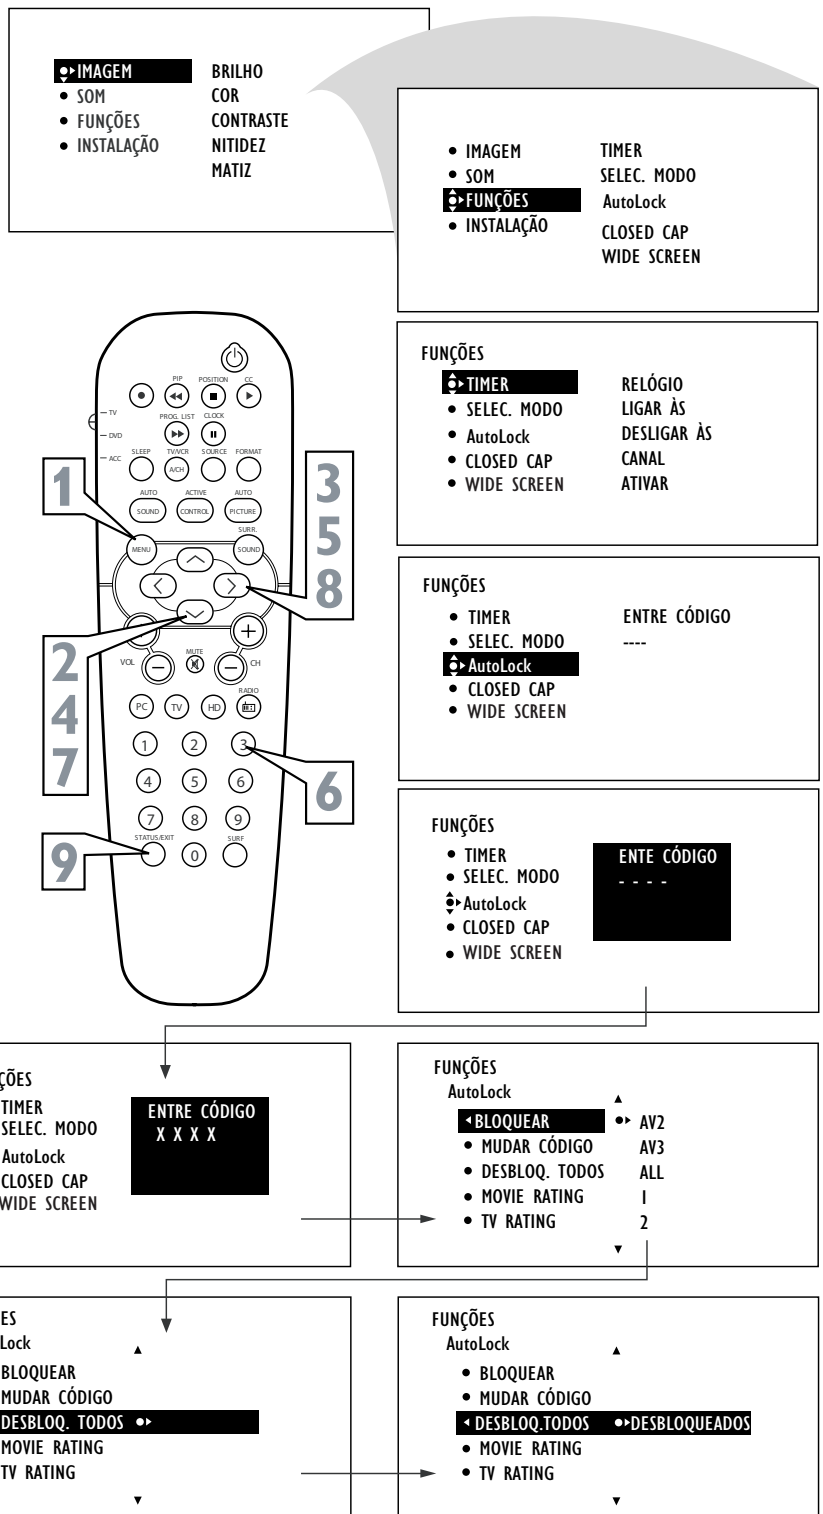 IMAGEM BRILHO
SOM COR
FUNÇÕES CONTRASTE
INSTALAÇÃO NITIDEZ
MATIZ
IMAGEM TIMER
SOM SELEC. MODO
FUNÇÕES AutoLock
INSTALAÇÃO CLOSED CAP
WIDE SCREEN
FUNÇÕES
TIMER RELÓGIO
SELEC. MODO LIGAR ÀS
AutoLock DESLIGAR ÀS
CLOSED CAP CANAL
WIDE SCREEN ATIVAR
FUNÇÕES
TIMER ENTRE CÓDIGO
SELEC. MODO ----
AutoLock
CLOSED CAP
WIDE SCREEN
FUNÇÕES
TIMER ENTE CÓDIGO
SELEC. MODO - - - -
AutoLock
CLOSED CAP
WIDE SCREEN
PIP POSITION CC
TV
PROG. LIST CLOCK
DVD
ACC
SLEEP TV/VCR SOURCE FORMAT
A/CH
AUTO ACTIVE AUTO
SOUND CONTROL PICTURE
SURR.
MENU SOUND
+
VOL MUTE CH
− −
RADIO
PC TV HD
1 2 3
4 5 6
7 8 9
STATUS/EXIT SURF
0
1
3
5
8
2
4
7
6
9
ÇÕES
TIMER ENTRE CÓDIGO
SELEC. MODO X X X X
AutoLock
CLOSED CAP
WIDE SCREEN
FUNÇÕES
AutoLock
BLOQUEAR AV2
MUDAR CÓDIGO AV3
DESBLOQ. TODOS ALL
MOVIE RATING 1
TV RATING 2
ES
Lock
BLOQUEAR
MUDAR CÓDIGO
DESBLOQ. TODOS
MOVIE RATING
TV RATING
FUNÇÕES
AutoLock
BLOQUEAR
MUDAR CÓDIGO
DESBLOQ.TODOS DESBLOQUEADOS
MOVIE RATING
TV RATING